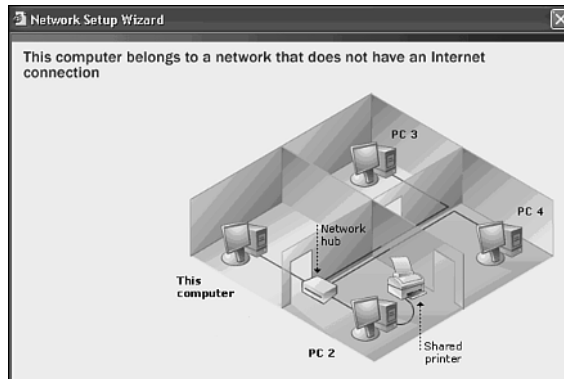 Network Setup Wizard
This computer belongs to a network that does not have an Internet
connection
PC 3
PC 4
Network
hub
This
computer
PC 2
Shared
printer